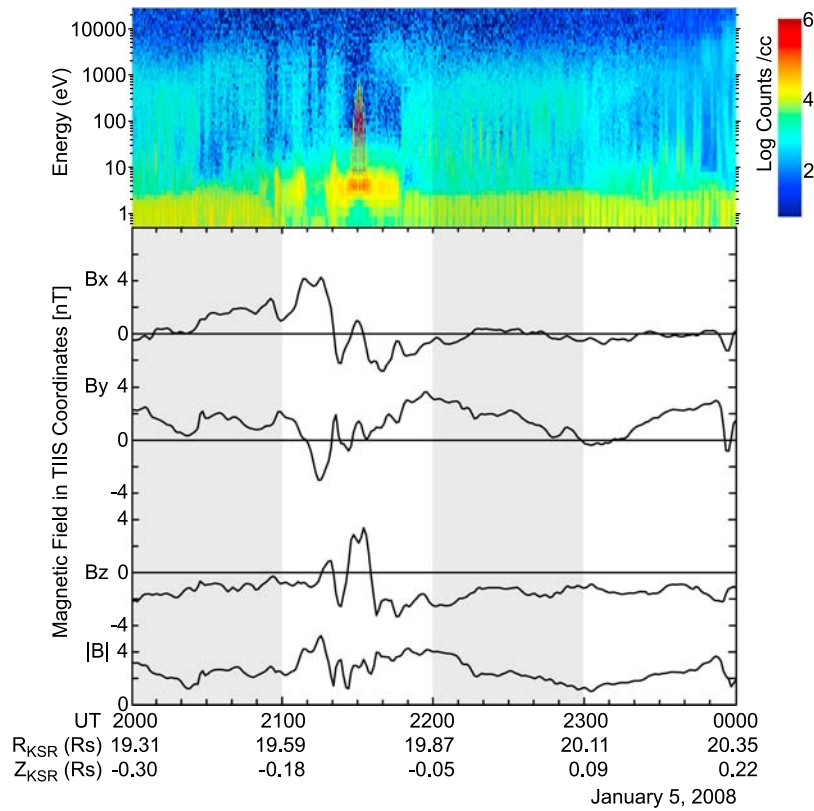 10000
1000
100
10
1
Energy (eV)
6
4
2
Log Counts /cc
Magnetic Field in TIIS Coordinates [nT]
Bx 4
0
By 4
0
-4
4
Bz 0
-4
|B| 4
0
UT 2000 2100 2200 2300 0000
R_KSR (Rs) 19.31 19.59 19.87 20.11 20.35
Z_KSR (Rs) -0.30 -0.18 -0.05 0.09 0.22
January 5, 2008